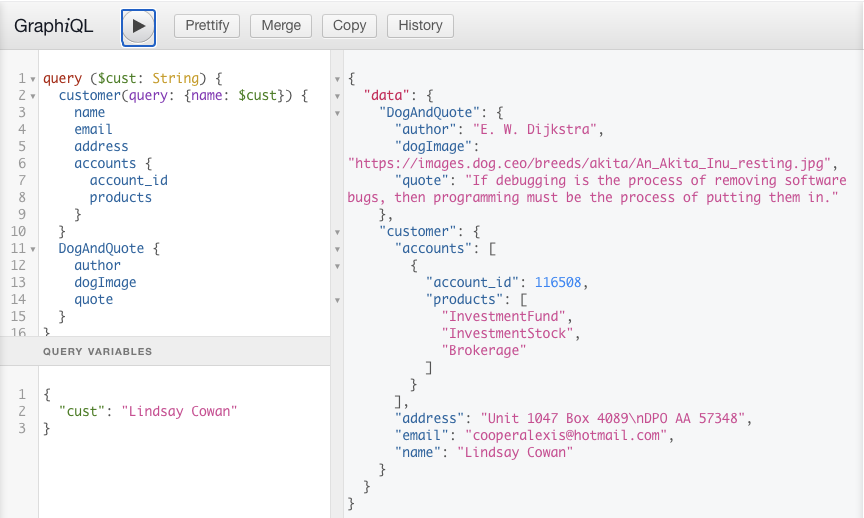 GraphiQL Prettify Merge Copy History
1 query ($cust: String) {
2 customer(query: {name: $cust}) {
3 name
4 email
5 address
6 accounts {
7 account_id
8 products
9 }
10 }
11 DogAndQuote {
12 author
13 dogImage
14 quote
15 }
16 }
QUERY VARIABLES
1 {
2 "cust": "Lindsay Cowan"
3 }
{
"data": {
"DogAndQuote": {
"author": "E. W. Dijkstra",
"dogImage":
"https://images.dog.ceo/breeds/akita/An_Akita_Inu_resting.jpg",
"quote": "If debugging is the process of removing software
bugs, then programming must be the process of putting them in."
},
"customer": {
"accounts": [
{
"account_id": 116508,
"products": [
"InvestmentFund",
"InvestmentStock",
"Brokerage"
]
}
],
"address": "Unit 1047 Box 4089\nDPO AA 57348",
"email": "cooperalexis@hotmail.com",
"name": "Lindsay Cowan"
}
}
}